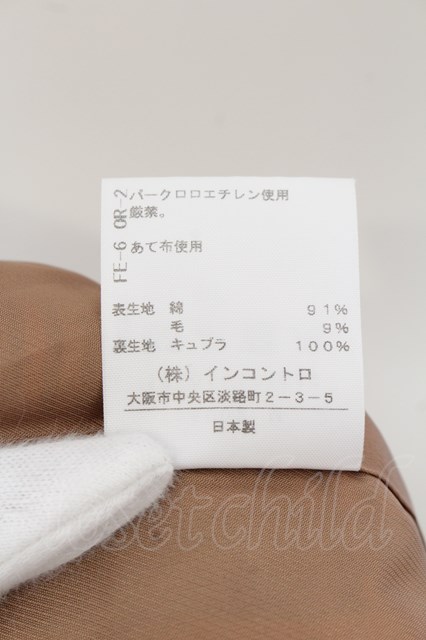 パークロロエチレン使用
厳禁。
あて布使用
FE-6 OR-2
表生地 綿 91%
毛 9%
裏生地 キュプラ 100%
(株)インコントロ
大阪市中央区淡路町2-3-5
日本製
setchild